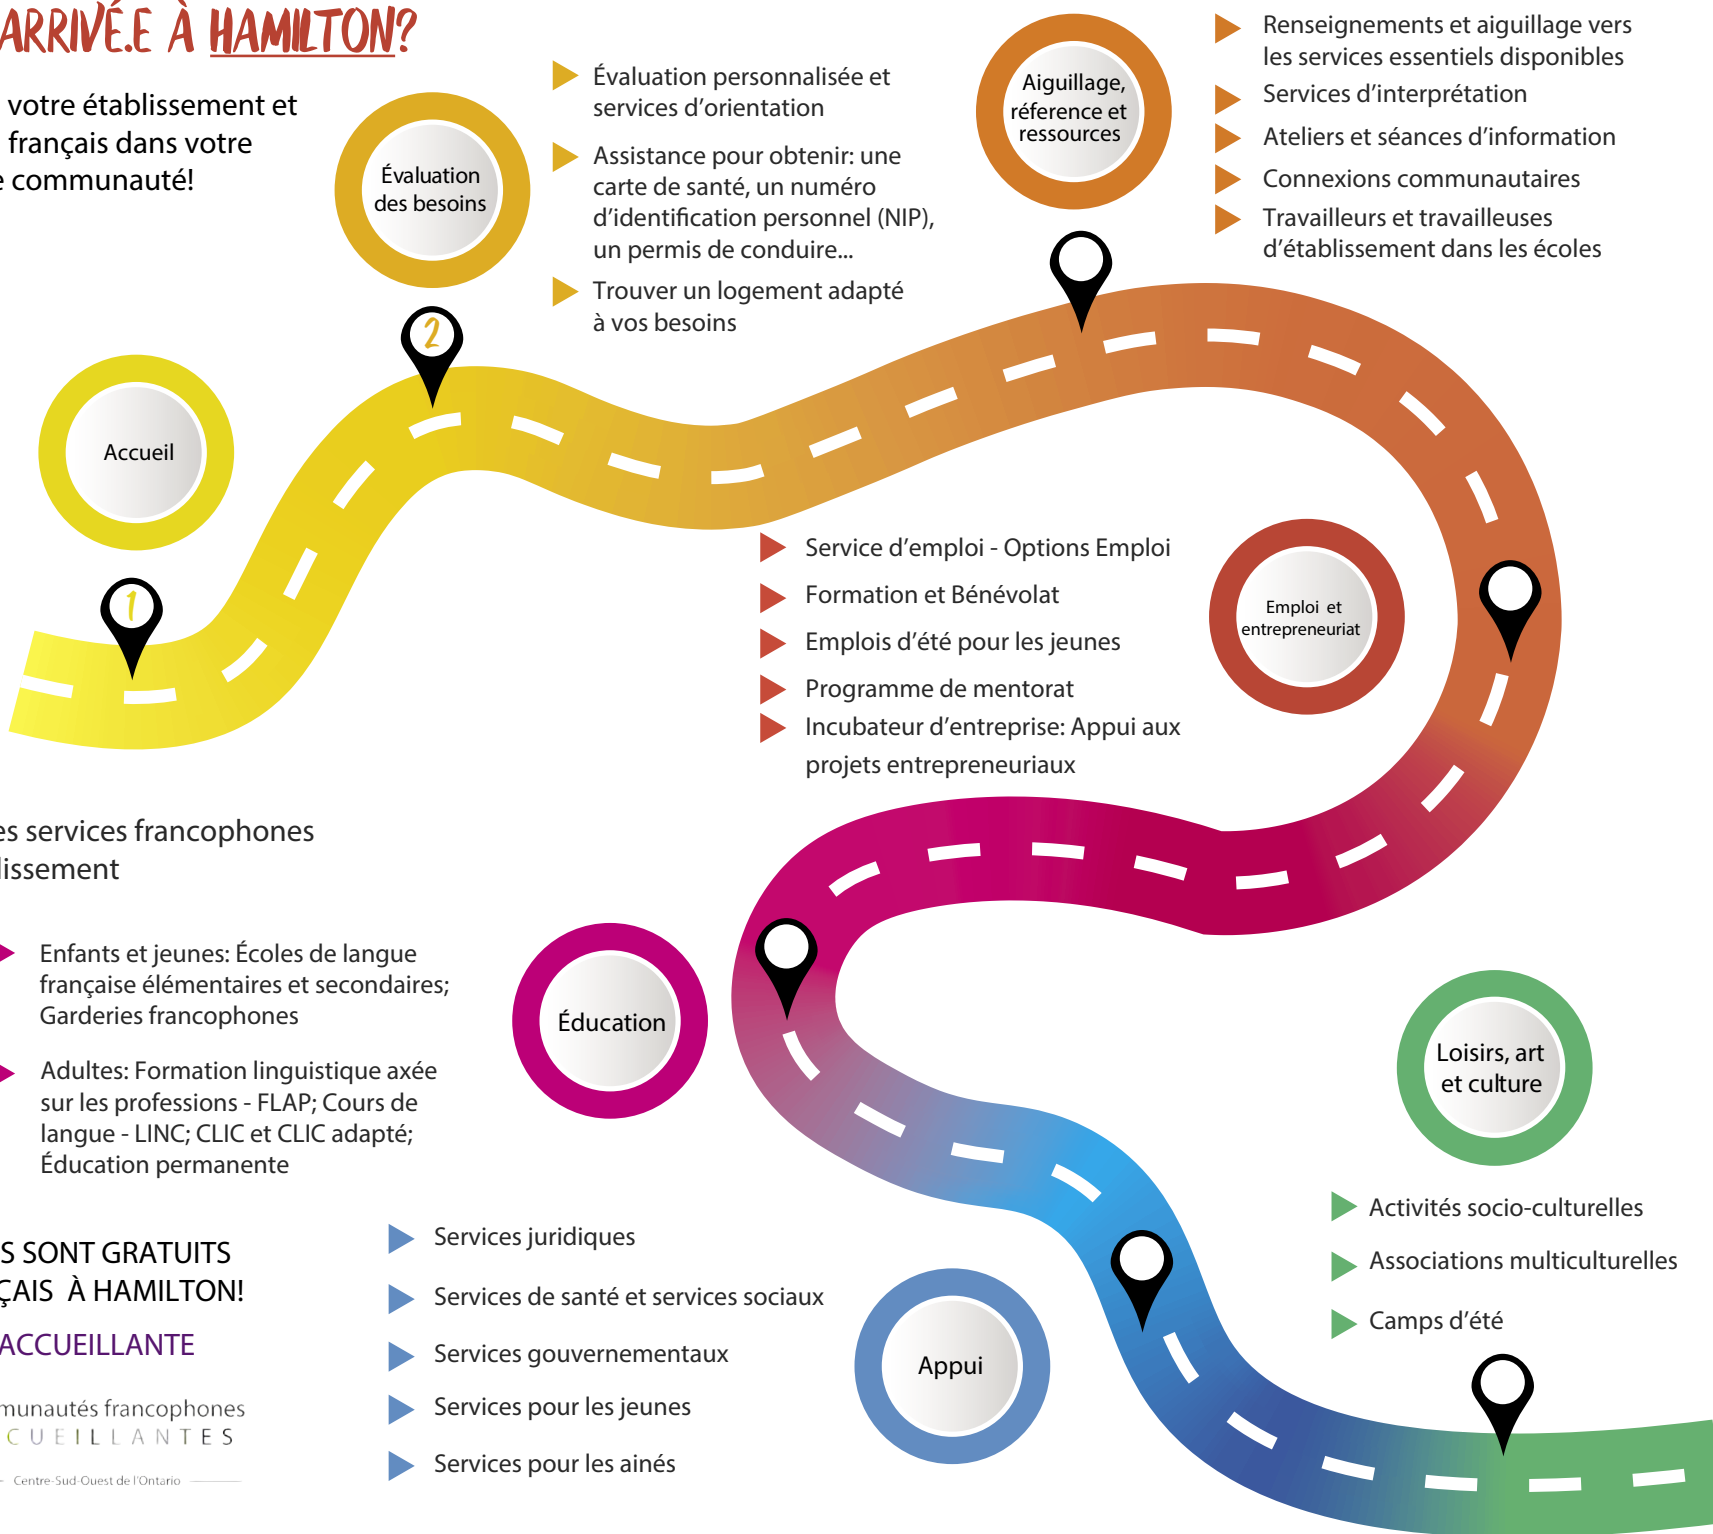 ARRIVÉ.E À HAMILTON?
votre établissement et
français dans votre
communauté!
Accueil
1
Évaluation
des besoins
2
Évaluation personnalisée et
services d'orientation
Assistance pour obtenir: une
carte de santé, un numéro
d'identification personnel (NIP),
un permis de conduire...
Trouver un logement adapté
à vos besoins
Aiguillage,
réference et
ressources
Renseignements et aiguillage vers
les services essentiels disponibles
Services d'interprétation
Ateliers et séances d'information
Connexions communautaires
Travailleurs et travailleuses
d'établissement dans les écoles
Service d'emploi - Options Emploi
Formation et Bénévolat
Emplois d'été pour les jeunes
Programme de mentorat
Incubateur d'entreprise: Appui aux
projets entrepreneuriaux
Emploi et
entrepreneuriat
es services francophones
lissement
Enfants et jeunes: Écoles de langue
française élémentaires et secondaires;
Garderies francophones
Adultes: Formation linguistique axée
sur les professions - FLAP; Cours de
langue - LINC; CLIC et CLIC adapté;
Éducation permanente
Éducation
Loisirs, art
et culture
Activités socio-culturelles
Associations multiculturelles
Camps d'été
Services juridiques
Services de santé et services sociaux
Services gouvernementaux
Services pour les jeunes
Services pour les ainés
Appui
S SONT GRATUITS
ÇAIS À HAMILTON!
ACCUEILLANTE
munautés francophones
CUEILLANTES
Centre-Sud-Ouest de l'Ontario